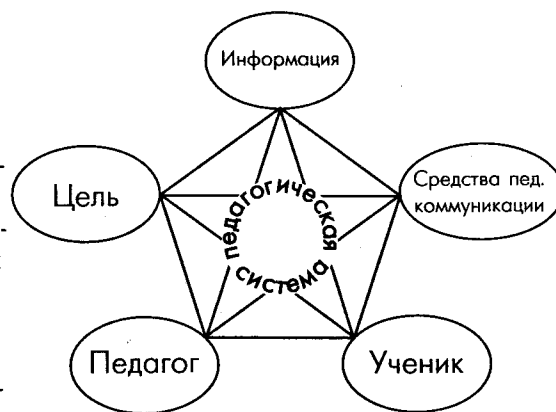 Информация
Цель
Средства пед.
коммуникации
педагогическая
система
Педагог
Ученик